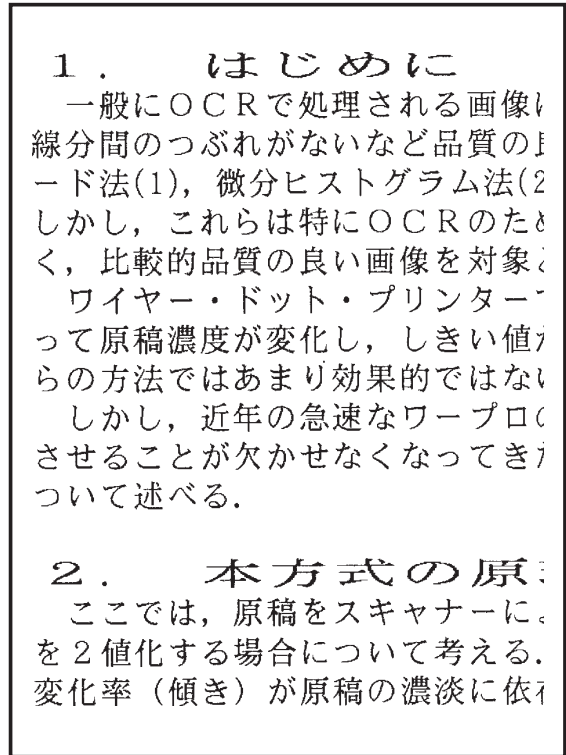 1. はじめに
一般にOCRで処理される画像
線分間のつぶれがないなど品質の
ード法(1)，微分ヒストグラム法(2
しかし，これらは特にOCRのため
く，比較的品質の良い画像を対象
ワイヤー・ドット・プリンター
って原稿濃度が変化し，しきい値
らの方法ではあまり効果的ではない
しかし，近年の急速なワープロの
させることが欠かせなくなってきた
ついて述べる．
2. 本方式の原
ここでは，原稿をスキャナーによ
を２値化する場合について考える．
変化率（傾き）が原稿の濃淡に依存